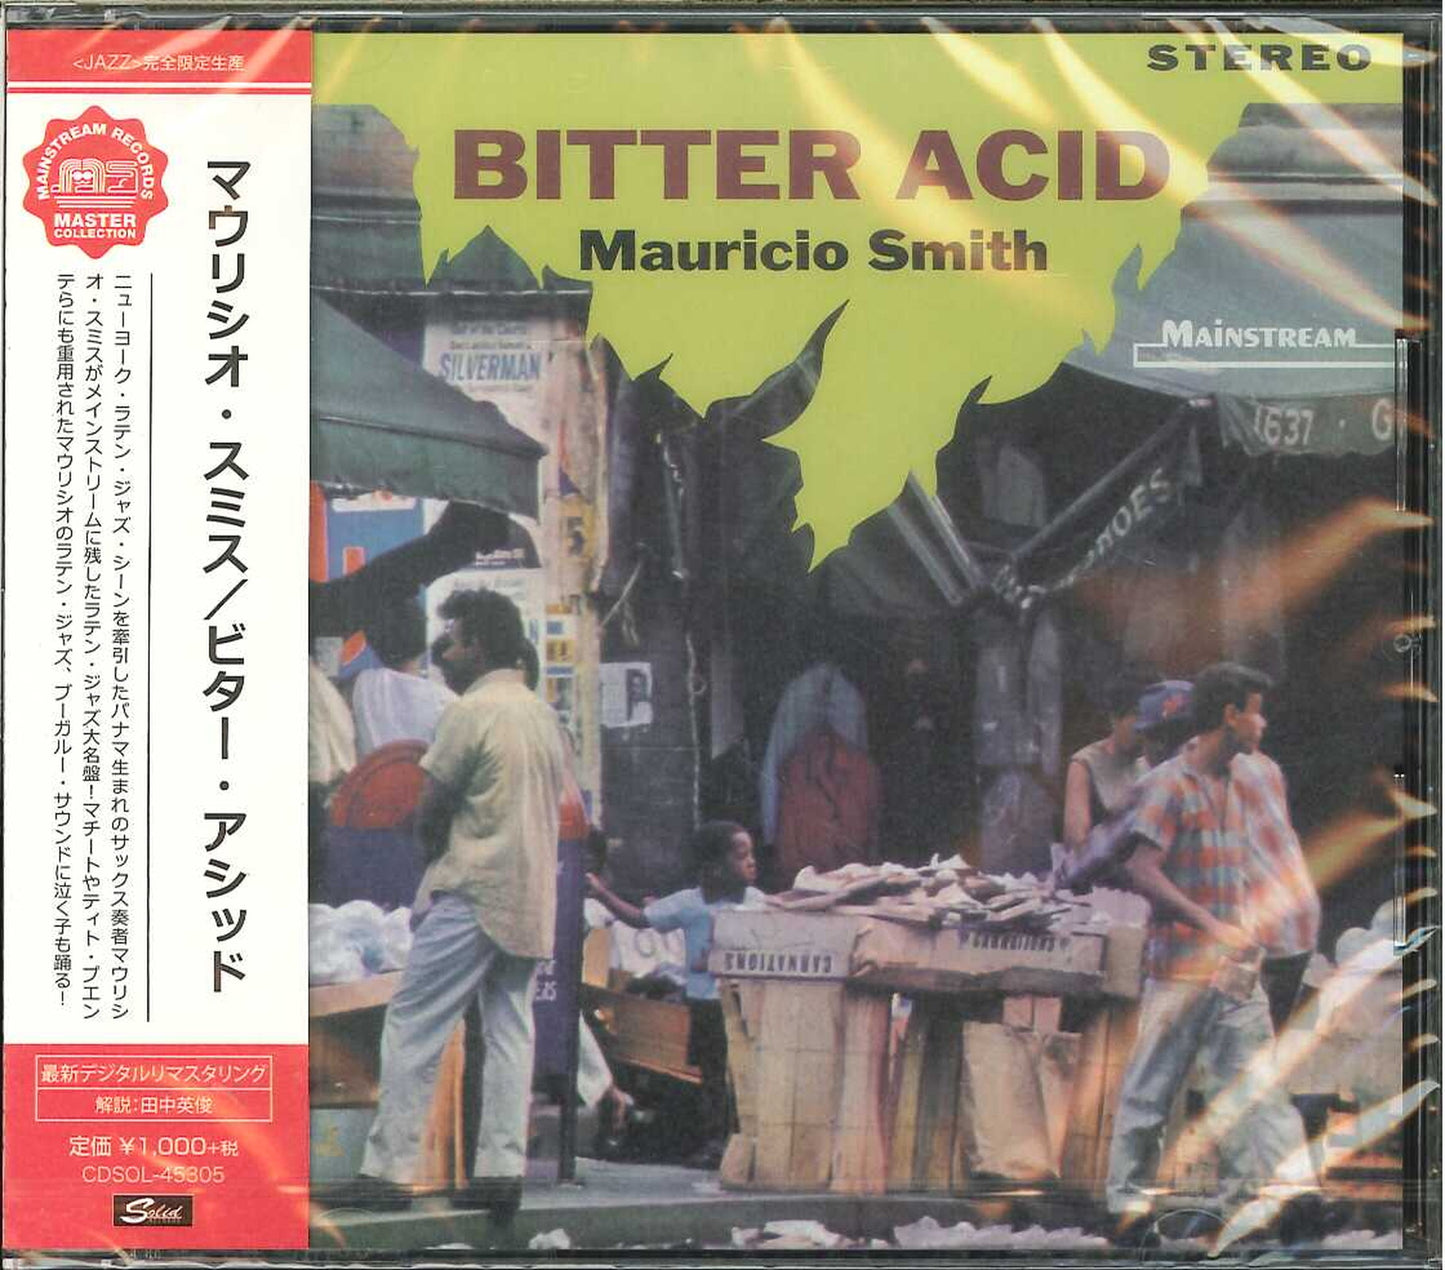 <JAZZ>完全限定生産
MAINSTREAM RECORDS
MASTER
COLLECTION
マウリシオ・スミス/ビター・アシッド
ニューヨーク・ラテン・ジャズ・シーンを牽引したパナマ生まれのサックス奏者マウリシ
オ・スミスがメインストリームに残したラテン・ジャズ大名盤!マチートやティト・プエン
テらにも重用されたマウリシオのラテン・ジャズ、ブーガルー・サウンドに泣く子も踊る!
最新デジタルリマスタリング
解説:田中英俊
定価 ¥1,000+税
CDSOL-45305
Solid
RECORDS
STEREO
BITTER ACID
Mauricio Smith
MAINSTREAM
SILVERMAN
1637 · G
SHOES
5
CARNATIONS